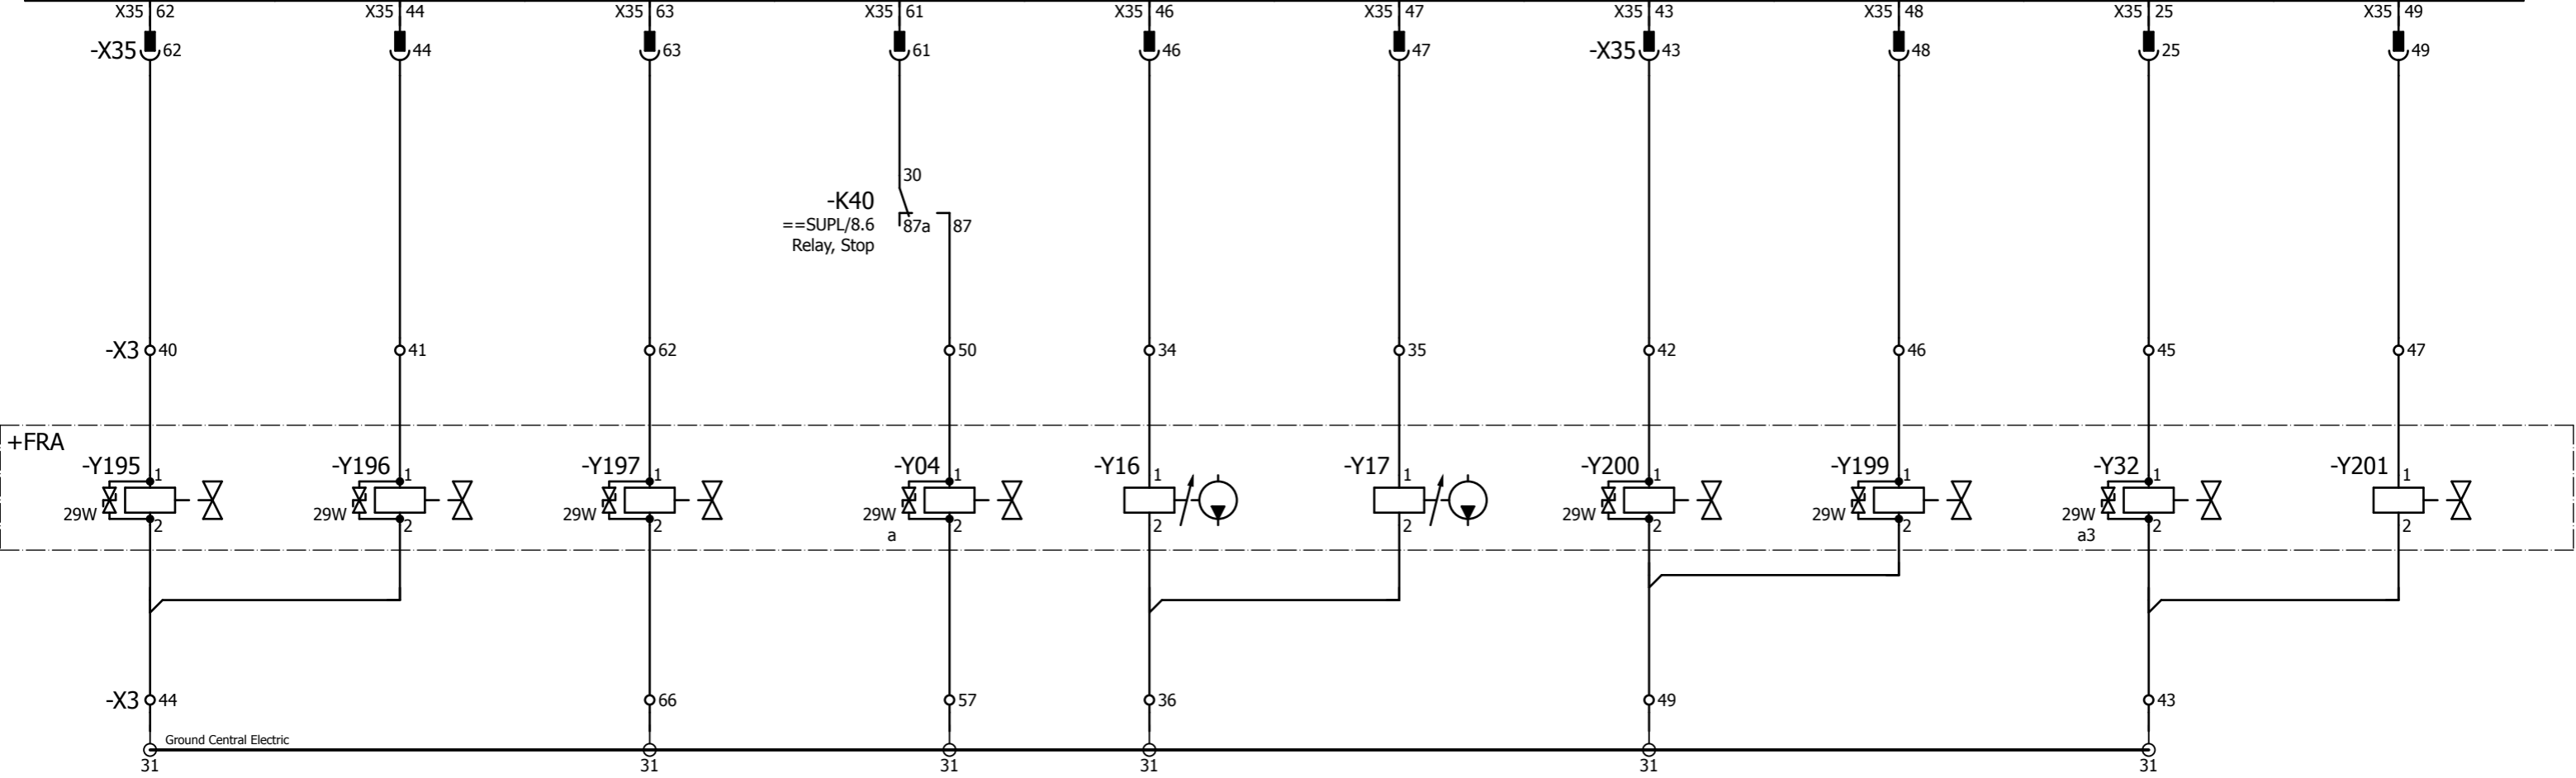 X35 62 X35 44 X35 63 X35 61 X35 46 X35 47 X35 43 X35 48 X35 25 X35 49
-X35 62 44 63 61 46 47 -X35 43 48 25 49
30
-K40
==SUPL/8.6 87a 87
Relay, Stop
-X3 40 41 62 50 34 35 42 46 45 47
+FRA
-Y195 1 -Y196 1 -Y197 1 -Y04 1 -Y16 1 -Y17 1 -Y200 1 -Y199 1 -Y32 1 -Y201 1
29W 2 29W 2 29W 2 29W 2 2 2 29W 2 29W 2 29W 2 2
a a3
-X3 44 66 57 36 49 43
Ground Central Electric
31 31 31 31 31 31